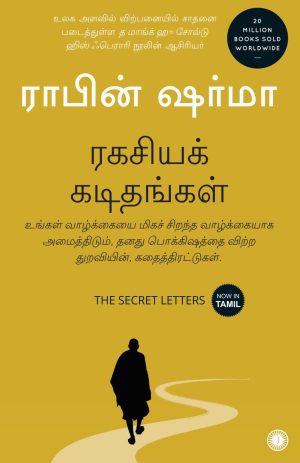 உலக அளவில் விற்பனையில் சாதனை
படைத்துள்ள த மாங்க் ஹு சோல்டு
ஹிஸ் ஃபெராரி நூலின் ஆசிரியர்
20
MILLION
BOOKS SOLD
WORLDWIDE
ராபின் ஷர்மா
ரகசியக்
கடிதங்கள்
உங்கள் வாழ்க்கையை மிகச் சிறந்த வாழ்க்கையாக
அமைத்திடும், தனது பொக்கிஷத்தை விற்ற
துறவியின், கதைத்திரட்டுகள்.
THE SECRET LETTERS
NOW IN
TAMIL